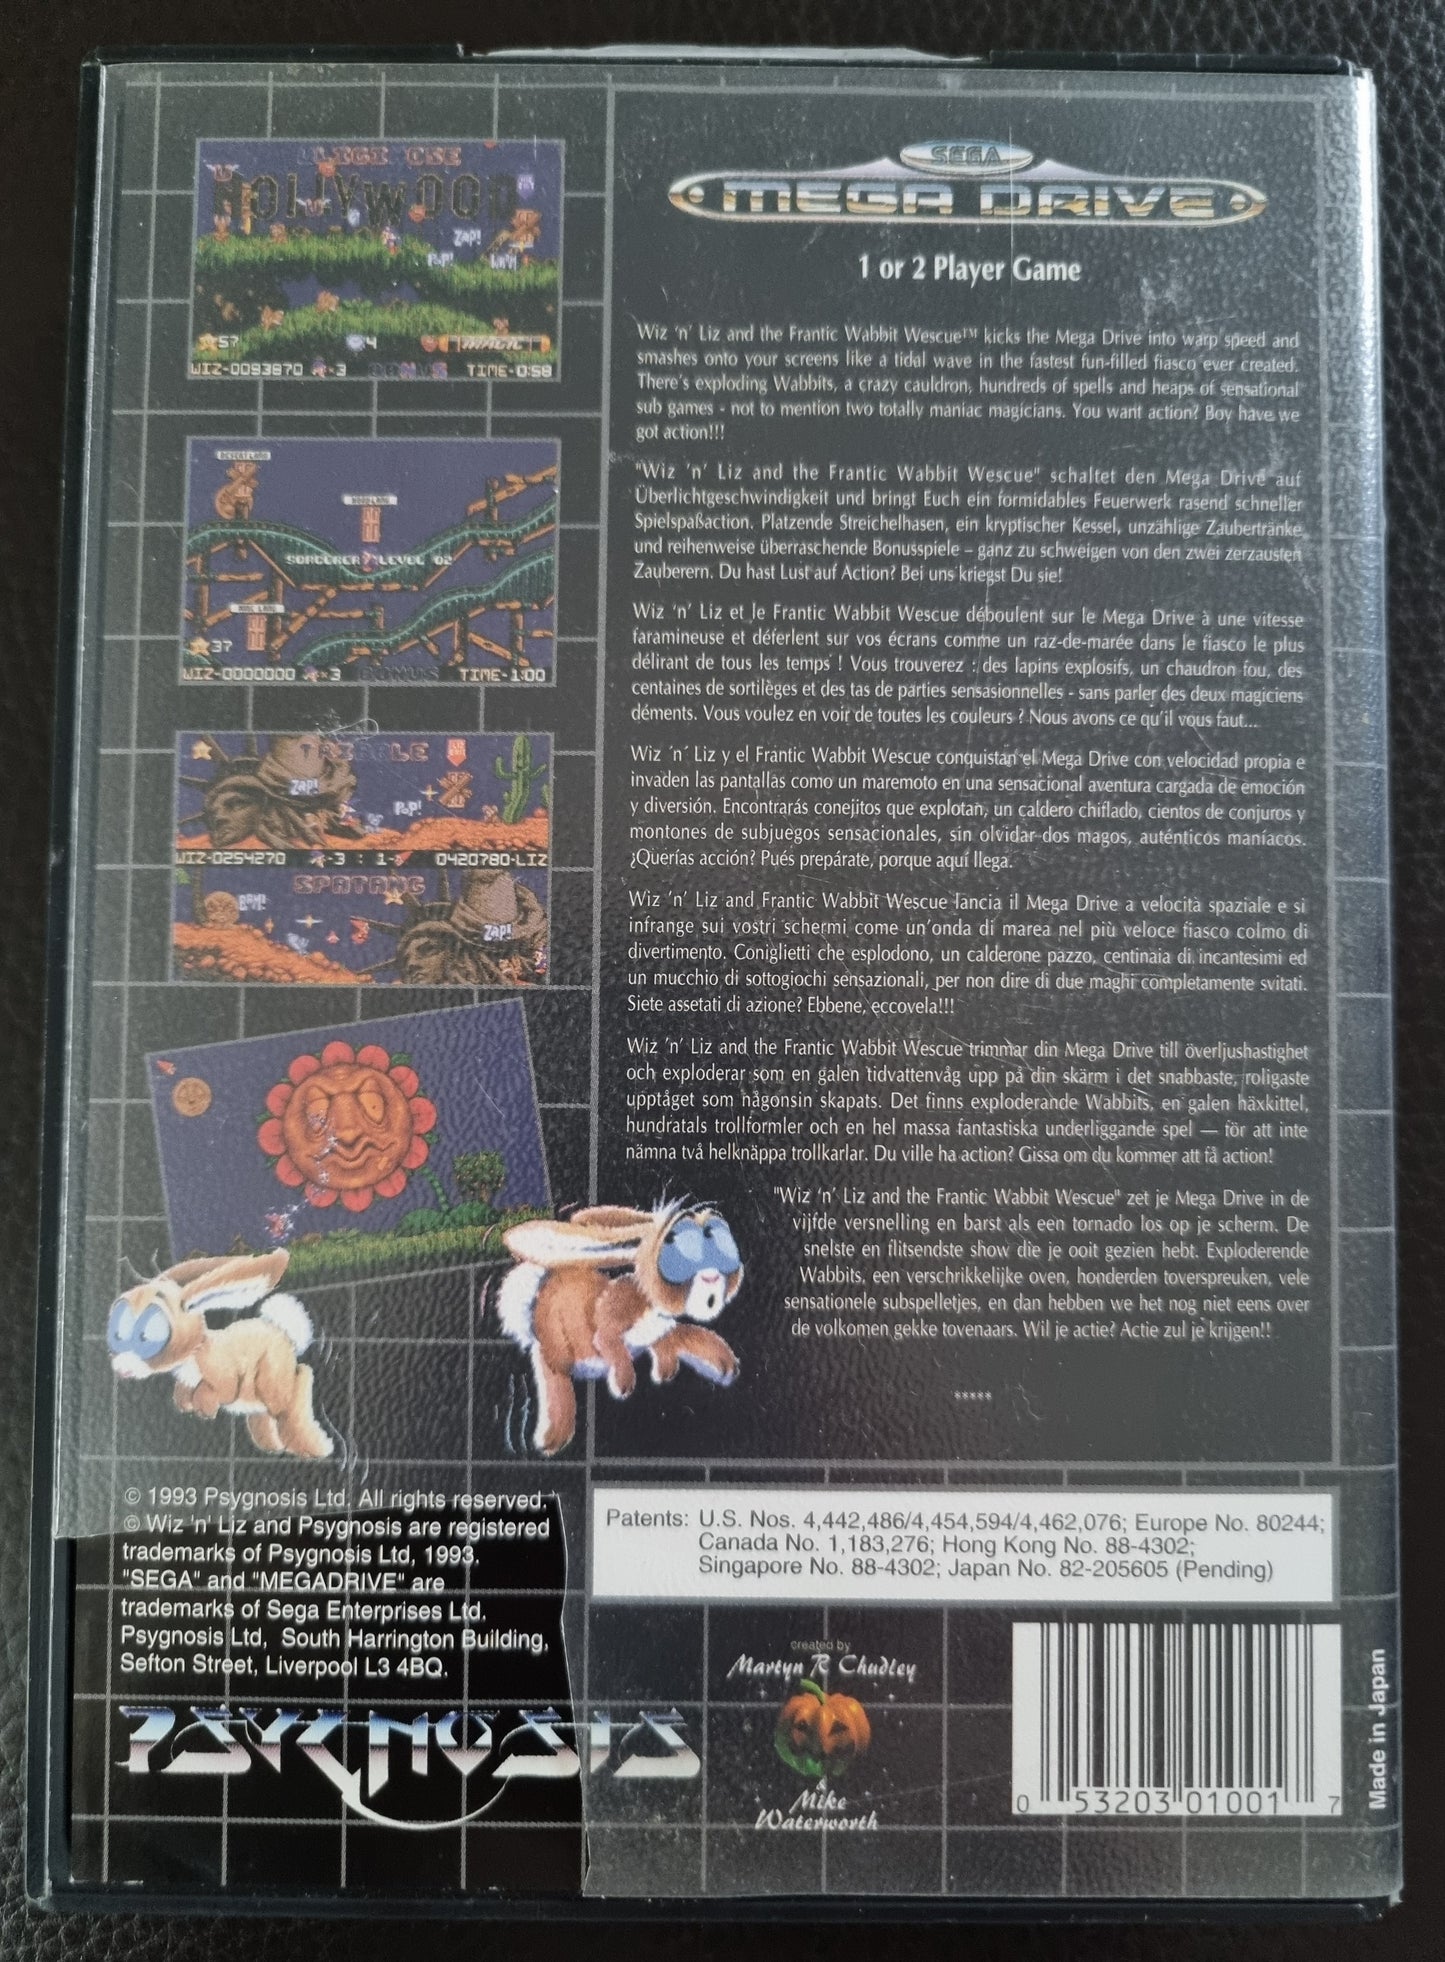 SEGA
MEGA DRIVE
1 or 2 Player Game
Wiz 'n' Liz and the Frantic Wabbit Wescue™ kicks the Mega Drive into warp speed and
smashes onto your screens like a tidal wave in the fastest fun-filled fiasco ever created.
There's exploding Wabbits, a crazy cauldron, hundreds of spells and heaps of sensational
sub games - not to mention two totally maniac magicians. You want action? Boy have we
got action!!!
"Wiz 'n' Liz and the Frantic Wabbit Wescue" schaltet den Mega Drive auf
Überlichtgeschwindigkeit und bringt Euch ein formidables Feuerwerk rasend schneller
Spielspaßaction. Platzende Streichelhasen, ein kryptischer Kessel, unzählige Zaubertränke
und reihenweise überraschende Bonusspiele – ganz zu schweigen von den zwei zerzausten
Zauberern. Du hast Lust auf Action? Bei uns kriegst Du sie!
Wiz 'n' Liz et le Frantic Wabbit Wescue déboulent sur le Mega Drive à une vitesse
faramineuse et déferlent sur vos écrans comme un raz-de-marée dans le fiasco le plus
délirant de tous les temps ! Vous trouverez : des lapins explosifs, un chaudron fou, des
centaines de sortilèges et des tas de parties sensasionnelles - sans parler des deux magiciens
déments. Vous voulez en voir de toutes les couleurs ? Nous avons ce qu'il vous faut...
Wiz 'n' Liz y el Frantic Wabbit Wescue conquistan el Mega Drive con velocidad propia e
invaden las pantallas como un maremoto en una sensacional aventura cargada de emoción
y diversión. Encontrarás conejitos que explotan, un caldero chiflado, cientos de conjuros y
montones de subjuegos sensacionales, sin olvidar dos magos, auténticos maníacos.
¿Querías acción? Pués prepárate, porque aquí llega.
Wiz 'n' Liz and Frantic Wabbit Wescue lancia il Mega Drive a velocità spaziale e si
infrange sui vostri schermi come un'onda di marea nel più veloce fiasco colmo di
divertimento. Coniglietti che esplodono, un calderone pazzo, centinaia di incantesimi ed
un mucchio di sottogiochi sensazionali, per non dire di due maghi completamente svitati.
Siete assetati di azione? Ebbene, eccovela!!!
Wiz 'n' Liz and the Frantic Wabbit Wescue trimmar din Mega Drive till överljushastighet
och exploderar som en galen tidvattenvåg upp på din skärm i det snabbaste, roligaste
upptåget som någonsin skapats. Det finns exploderande Wabbits, en galen häxkittel,
hundratals trollformler och en hel massa fantastiska underliggande spel — för att inte
nämna två helknäppa trollkarlar. Du ville ha action? Gissa om du kommer att få action!
"Wiz 'n' Liz and the Frantic Wabbit Wescue" zet je Mega Drive in de
vijfde versnelling en barst als een tornado los op je scherm. De
snelste en flitsendste show die je ooit gezien hebt. Exploderende
Wabbits, een verschrikkelijke oven, honderden toverspreuken, vele
sensationele subspelletjes, en dan hebben we het nog niet eens over
de volkomen gekke tovenaars. Wil je actie? Actie zul je krijgen!!
*****
HOLLYWOOD
ZAP!
POP!
57
4
MAGIC
WIZ-0093870 -3 BONUS TIME-0:58
DESERT LAND
WOOD LAND
SORCERER LEVEL 02
37
WIZ-0000000 ×3 BONUS TIME-1:00
ZAP!
POP!
WIZ-0254270 -3 : 1- 0420780-LIZ
SPATANG
BAM!
ZAP!
© 1993 Psygnosis Ltd. All rights reserved.
© Wiz 'n' Liz and Psygnosis are registered
trademarks of Psygnosis Ltd, 1993.
"SEGA" and "MEGADRIVE" are
trademarks of Sega Enterprises Ltd.
Psygnosis Ltd, South Harrington Building,
Sefton Street, Liverpool L3 4BQ.
PSYGNOSIS
Patents: U.S. Nos. 4,442,486/4,454,594/4,462,076; Europe No. 80244;
Canada No. 1,183,276; Hong Kong No. 88-4302;
Singapore No. 88-4302; Japan No. 82-205605 (Pending)
created by
Martyn R Chudley
&
Mike
Waterworth
0 53203 01001 7
Made in Japan